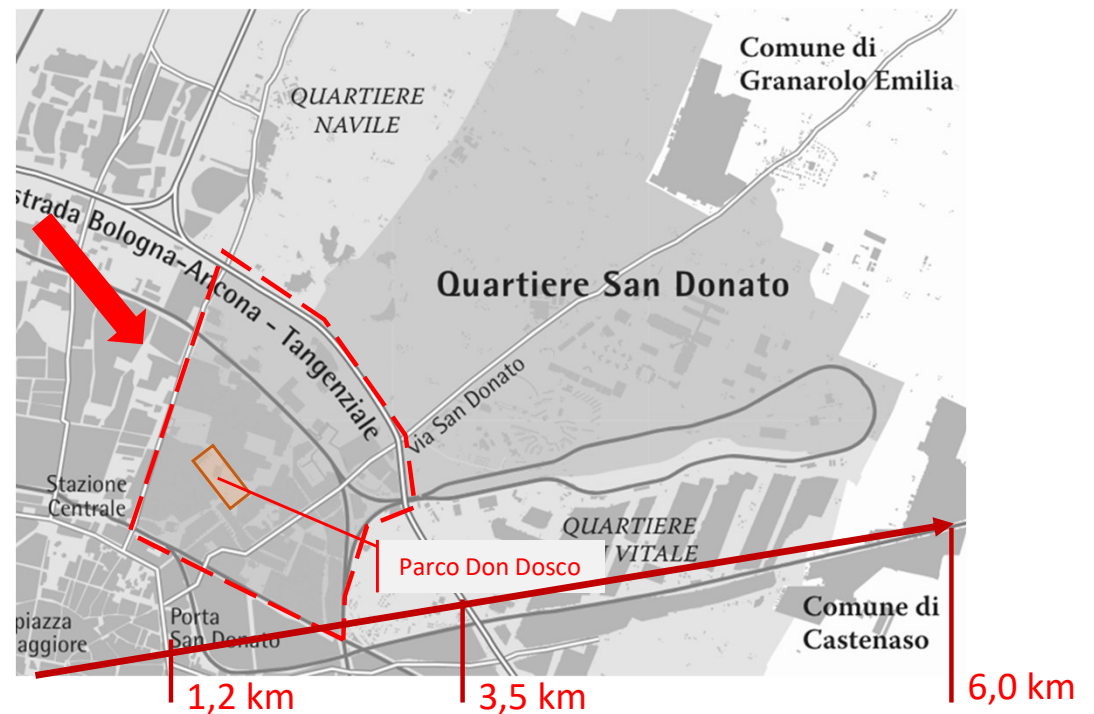 Comune di
Granarolo Emilia
QUARTIERE
NAVILE
strada Bologna-Ancona - Tangenziale
Quartiere San Donato
via San Donato
Stazione
Centrale
QUARTIERE
VITALE
Parco Don Dosco
Comune di
Castenaso
piazza
aggiore
Porta
San Donato
1,2 km
3,5 km
6,0 km